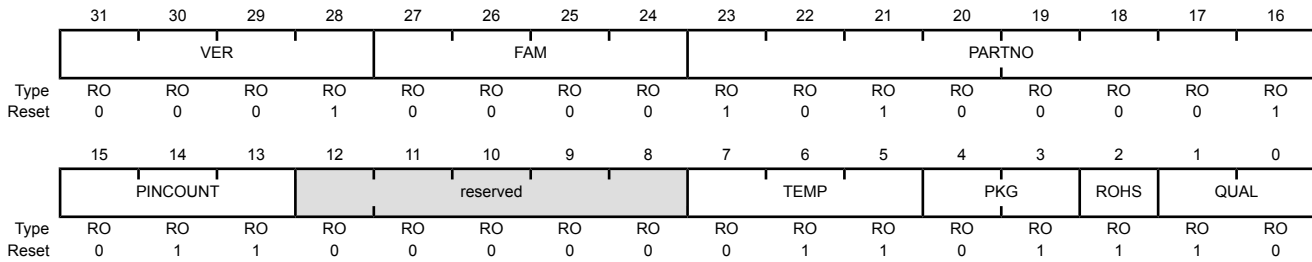 31 30 29 28 27 26 25 24 23 22 21 20 19 18 17 16
VER FAM PARTNO
Type RO RO RO RO RO RO RO RO RO RO RO RO RO RO RO RO
Reset 0 0 0 1 0 0 0 0 1 0 1 0 0 0 0 1
15 14 13 12 11 10 9 8 7 6 5 4 3 2 1 0
PINCOUNT reserved TEMP PKG ROHS QUAL
Type RO RO RO RO RO RO RO RO RO RO RO RO RO RO RO RO
Reset 0 1 1 0 0 0 0 0 0 1 1 0 1 1 1 0